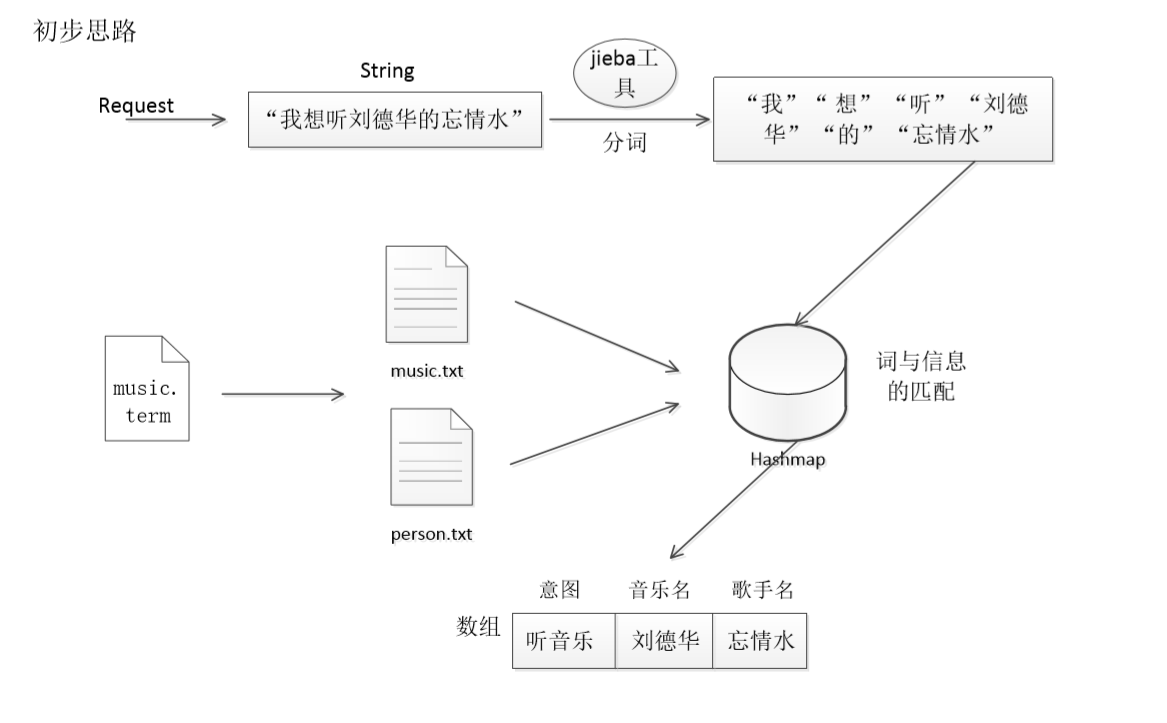 初步思路
String
jieba工
具
Request
“我想听刘德华的忘情水”
分词
“我” “ 想” “听” “刘德
华” “的” “忘情水”
music.txt
music.
term
词与信息
的匹配
Hashmap
person.txt
意图 音乐名 歌手名
数组
听音乐 刘德华 忘情水